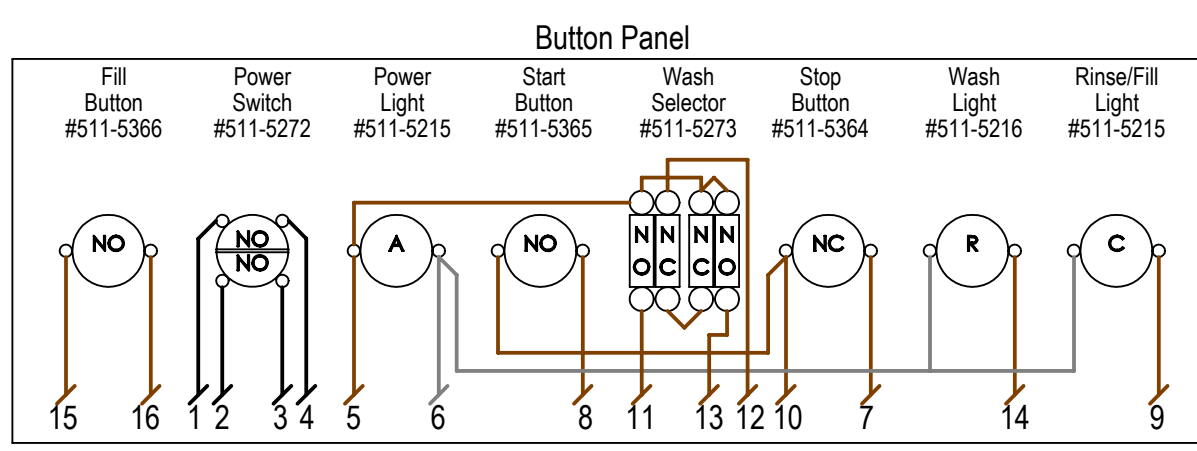 Button Panel
Fill
Button
#511-5366
Power
Switch
#511-5272
Power
Light
#511-5215
Start
Button
#511-5365
Wash
Selector
#511-5273
Stop
Button
#511-5364
Wash
Light
#511-5216
Rinse/Fill
Light
#511-5215
NO
NO
NO
A
NO
N
O
N
C
N
C
N
O
NC
R
C
15
16
1
2
3
4
5
6
8
11
13
12
10
7
14
9